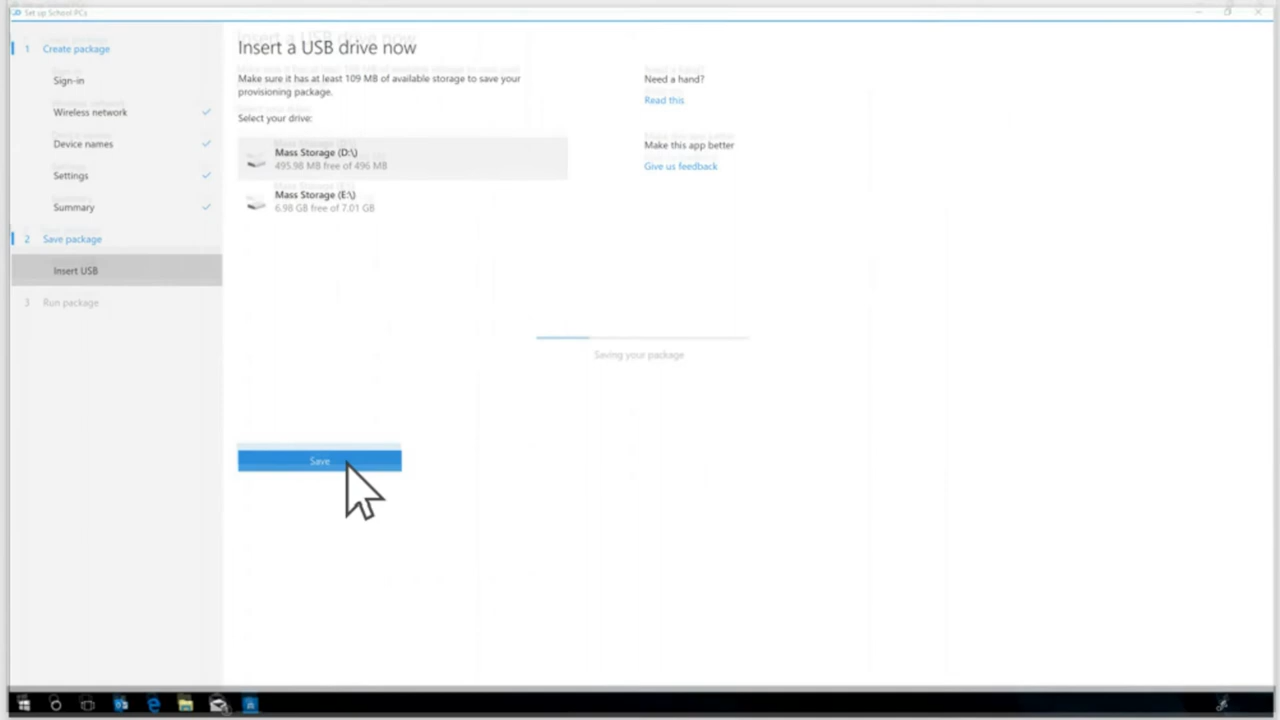 Set up School PCs
1 Create package
Sign-in
Wireless network
Device names
Settings
Summary
2 Save package
Insert USB
3 Run package
Insert a USB drive now
Make sure it has at least 109 MB of available storage to save your
provisioning package.
Select your drive:
Mass Storage (D:\)
495.98 MB free of 496 MB
Mass Storage (E:\)
6.98 GB free of 7.01 GB
Saving your package
Save
Need a hand?
Read this
Make this app better
Give us feedback